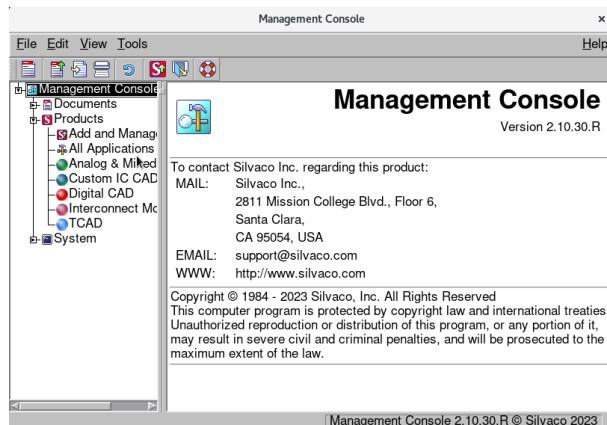 Management Console
File Edit View Tools Help
Management Console
Documents
Products
Add and Manag
All Applications
Analog & Mixed
Custom IC CAD
Digital CAD
Interconnect Mo
TCAD
System
Management Console
Version 2.10.30.R
To contact Silvaco Inc. regarding this product:
MAIL: Silvaco Inc.,
2811 Mission College Blvd., Floor 6,
Santa Clara,
CA 95054, USA
EMAIL: support@silvaco.com
WWW: http://www.silvaco.com
Copyright © 1984 - 2023 Silvaco, Inc. All Rights Reserved
This computer program is protected by copyright law and international treaties
Unauthorized reproduction or distribution of this program, or any portion of it,
may result in severe civil and criminal penalties, and will be prosecuted to the
maximum extent of the law.
Management Console 2.10.30.R © Silvaco 2023